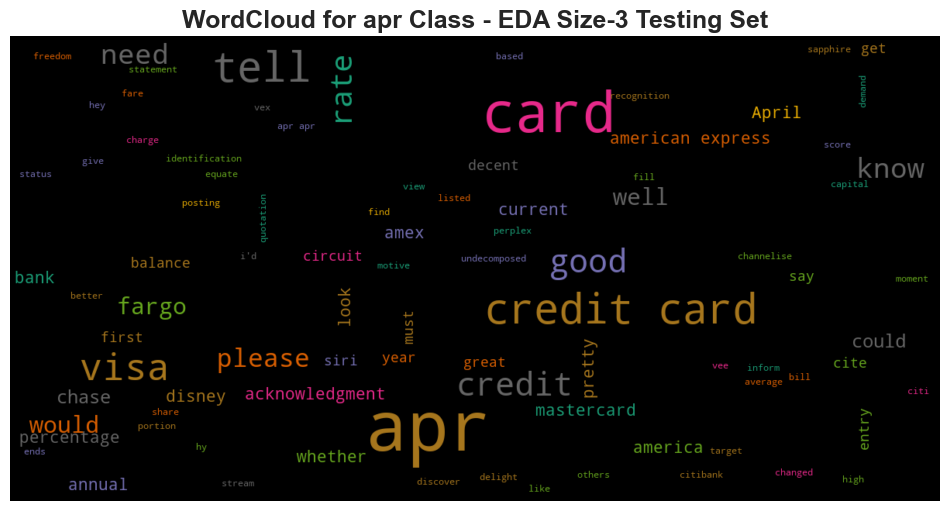 WordCloud for apr Class - EDA Size-3 Testing Set
freedom
need
statement
tell
rate
based
sapphire
get
hey
fare
vex
apr apr
card
recognition
April
demand
charge
american express
score
status
give
identification
equate
decent
know
view
fill
well
capital
posting
quotation
find
listed
current
amex
perplex
i'd
circuit
undecomposed
good
channelise
bank
balance
motive
say
moment
better
fargo
look
must
credit card
first
could
visa
please
siri
year
great
pretty
vee
inform
cite
average
bill
chase
disney
acknowledgment
credit
citi
share
mastercard
would
portion
apr
entry
percentage
ends
hy
whether
america
target
annual
stream
discover
delight
like
others
citibank
changed
high